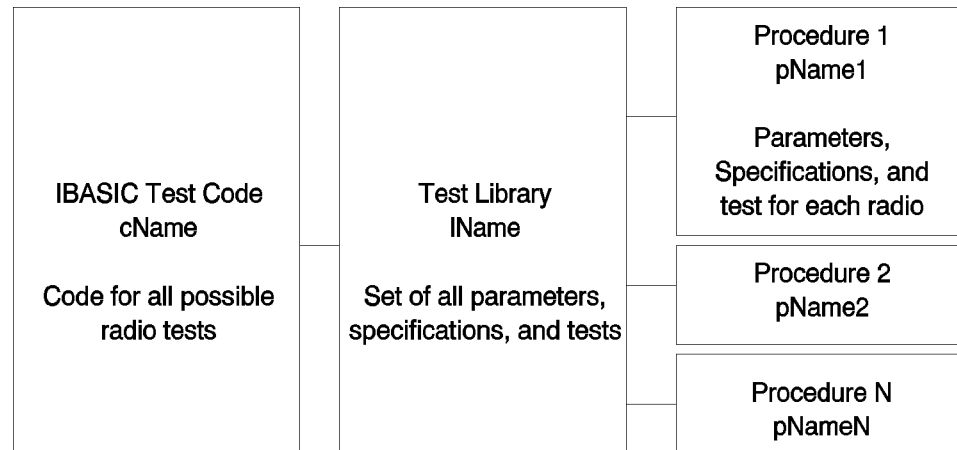 IBASIC Test Code
cName
Code for all possible
radio tests
Test Library
lName
Set of all parameters,
specifications, and tests
Procedure 1
pName1
Parameters,
Specifications, and
test for each radio
Procedure 2
pName2
Procedure N
pNameN